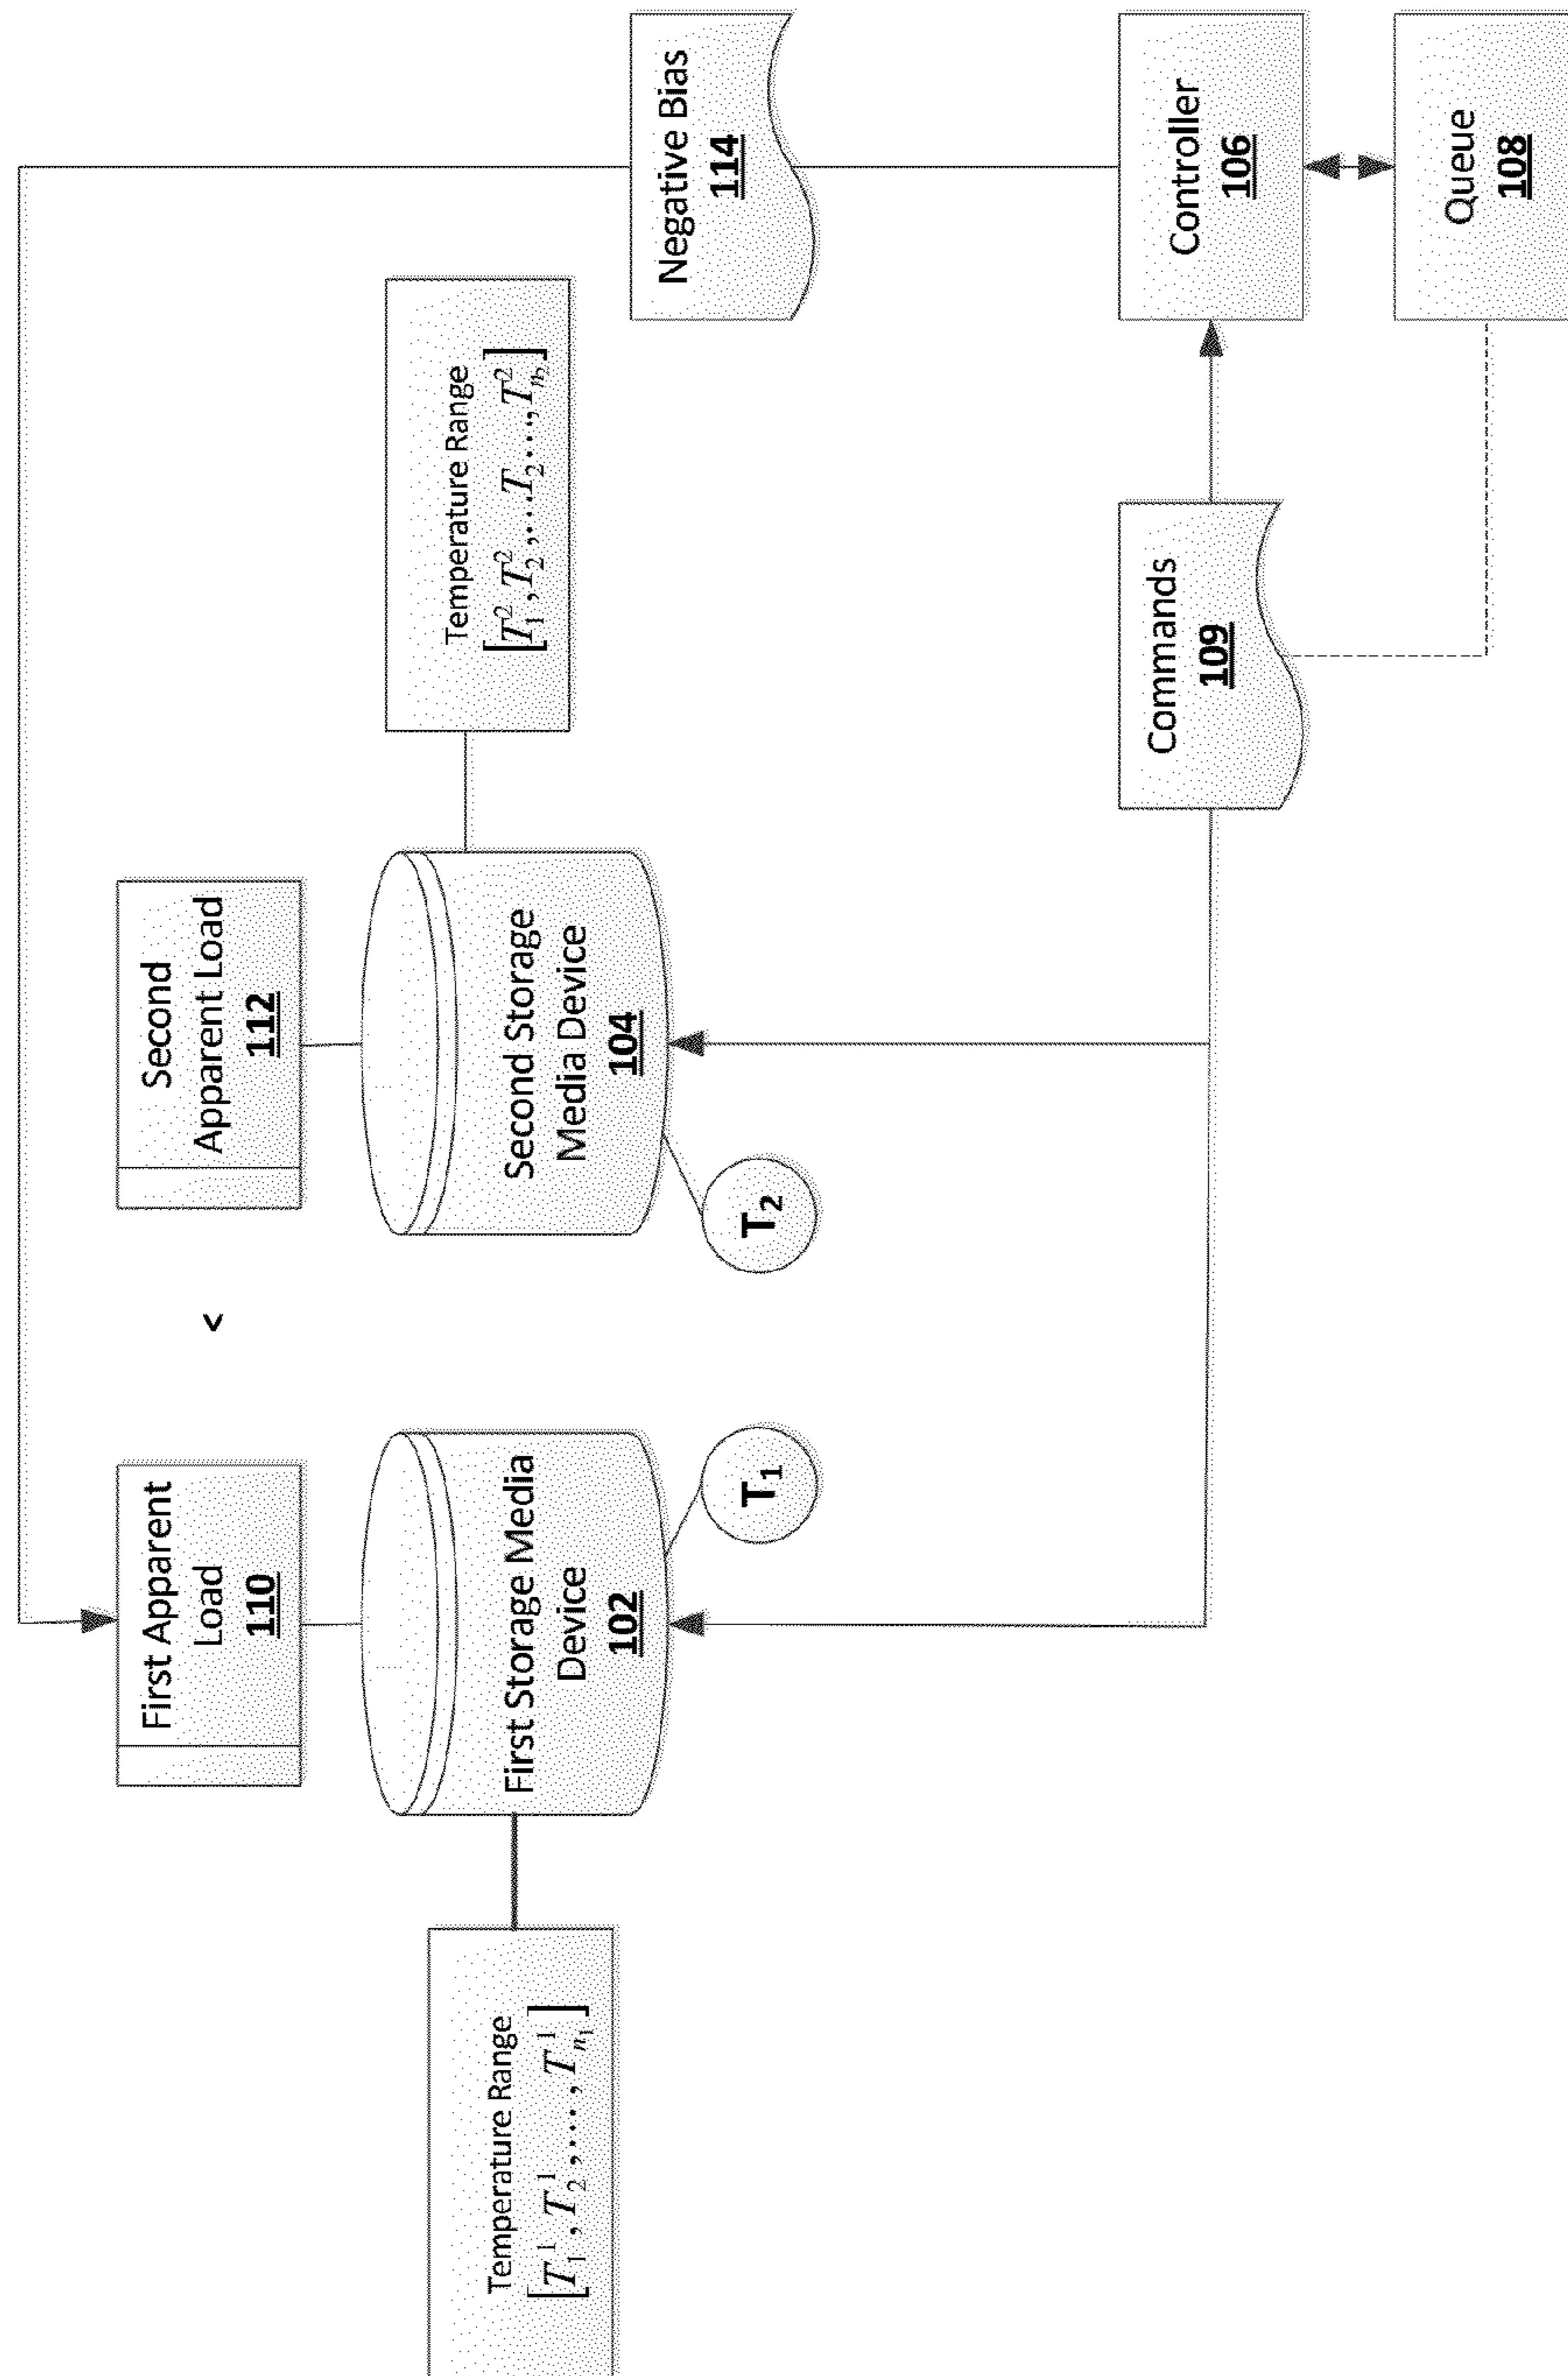 First Apparent
Load
110
<
Second
Apparent Load
112
Temperature Range
[T₁¹, T₂¹, ...., Tₙ₁¹]
First Storage Media
Device
102
T₁
Second Storage
Media Device
104
T₂
Temperature Range
[T₁², T₂², ...T₂...., Tₙ₂²]
Negative Bias
114
Commands
109
Controller
106
Queue
108